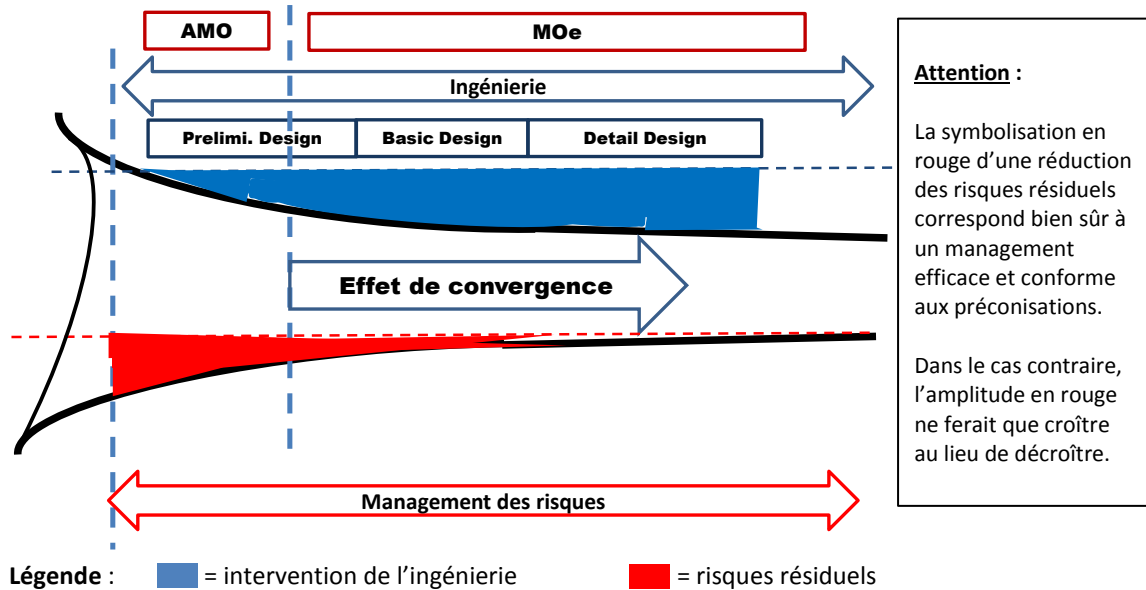 AMO
MOe
Ingénierie
Prelimi. Design
Basic Design
Detail Design
Effet de convergence
Management des risques
Attention :
La symbolisation en
rouge d’une réduction
des risques résiduels
correspond bien sûr à
un management
efficace et conforme
aux préconisations.
Dans le cas contraire,
l’amplitude en rouge
ne ferait que croître
au lieu de décroître.
Légende : = intervention de l’ingénierie = risques résiduels